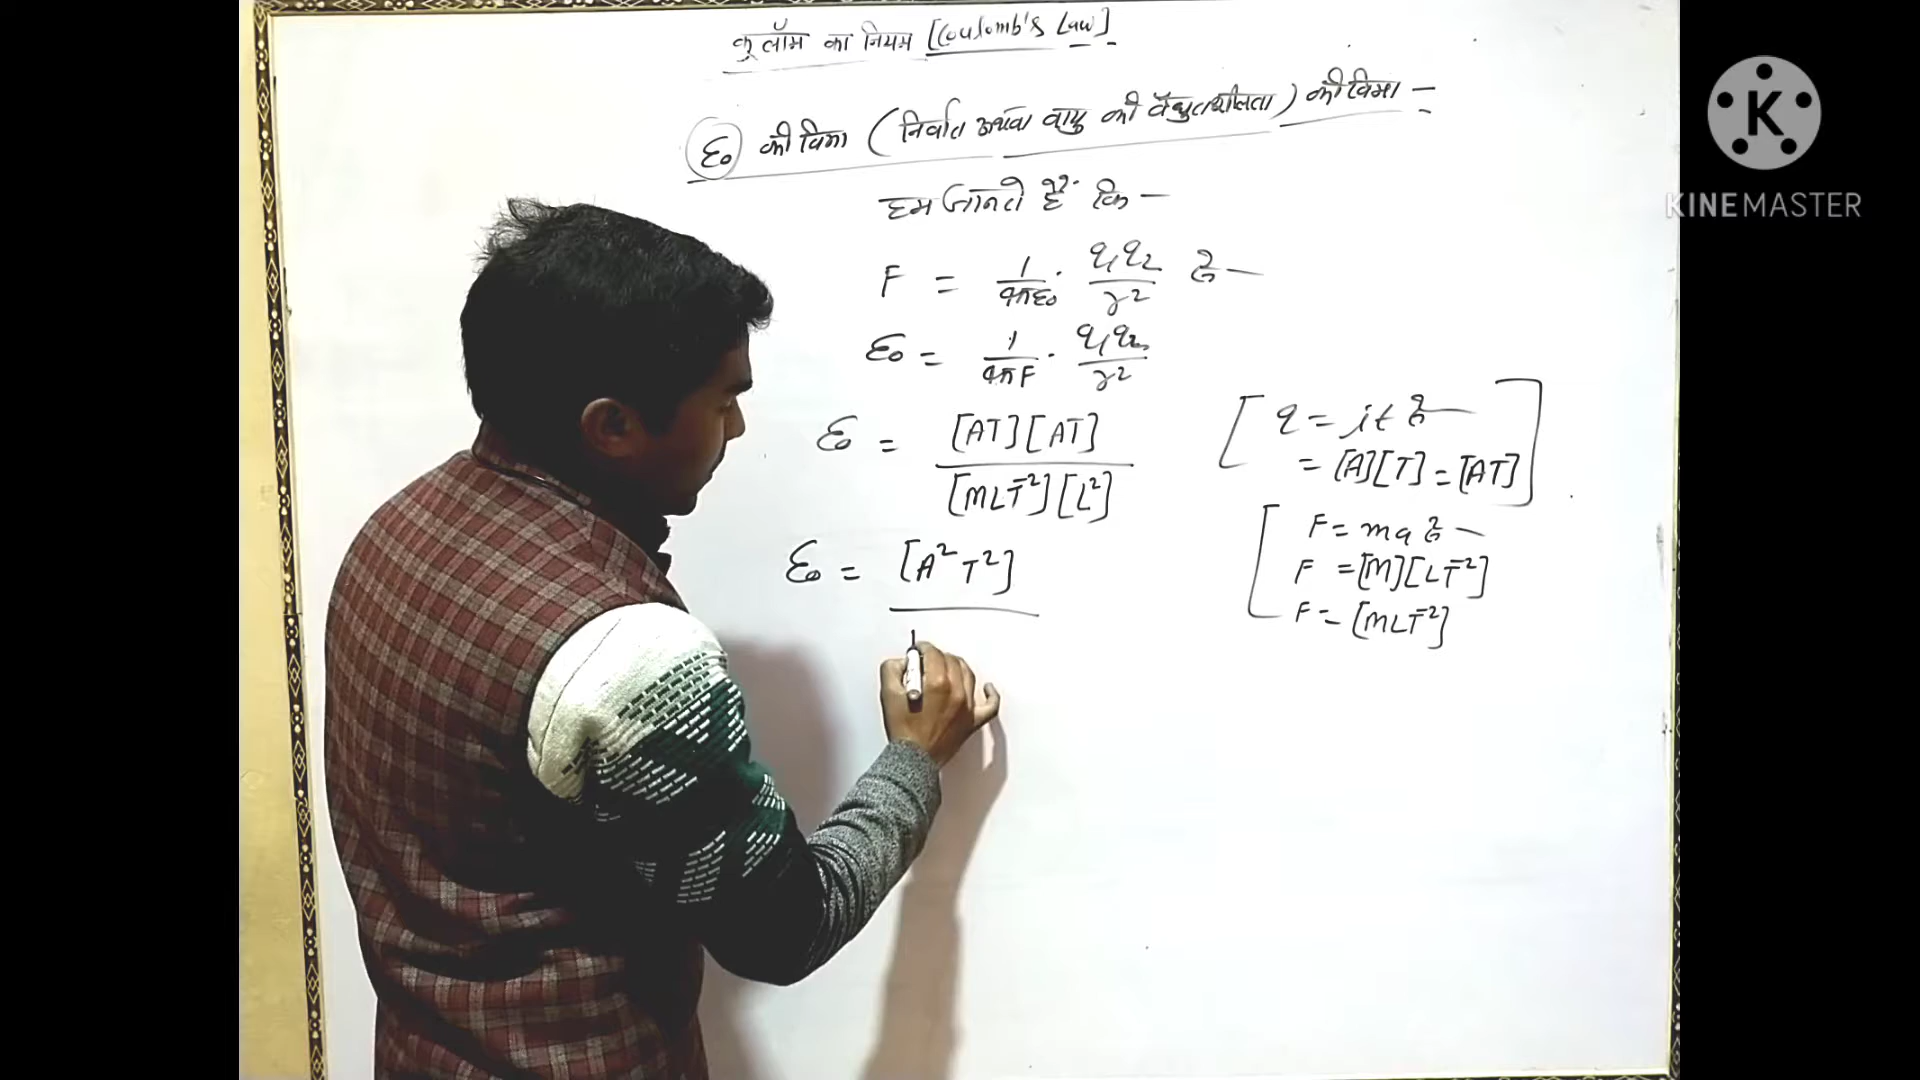 कूलॉम का नियम [Coulomb's Law]
ε₀ की विमा (निर्वात अथवा वायु की वैद्युतशीलता) की विमा —
हम जानते हैं कि —
F = 1/4πε₀ . q₁q₂/r² है —
ε₀ = 1/4πF . q₁q₂/r²
ε₀ = [AT][AT]/[MLT⁻²][L²]
ε₀ = [A²T²]
[q = it है —
= [A][T] = [AT]]
[F = ma है —
F = [M][LT⁻²]
F = [MLT⁻²]
K
KINEMASTER